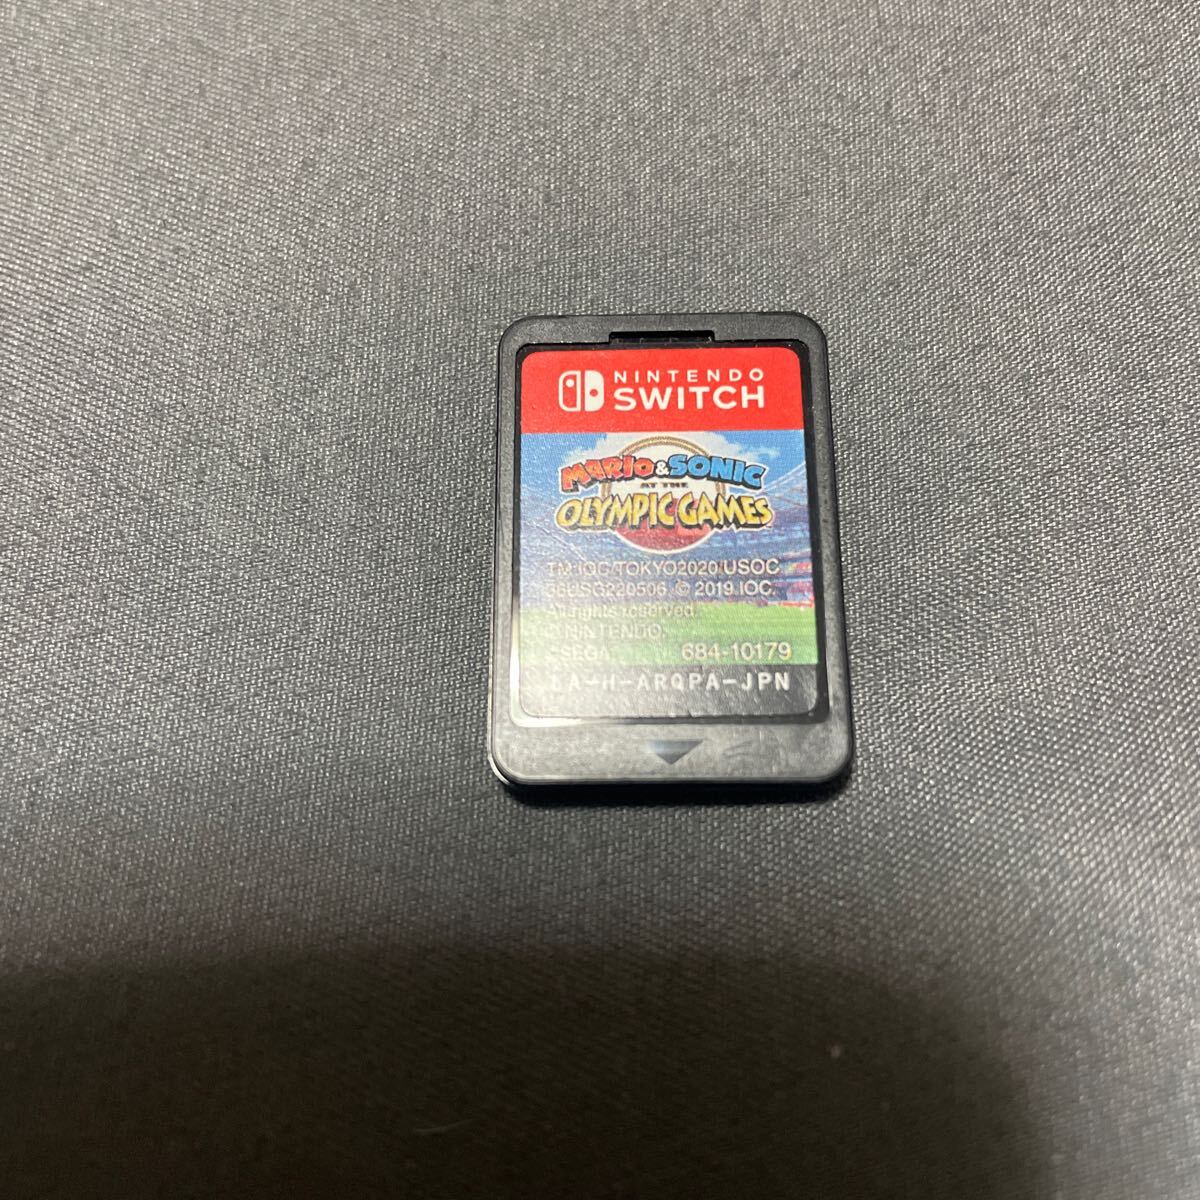 NINTENDO
SWITCH
MARIO & SONIC
AT THE
OLYMPIC GAMES
TM IOC/TOKYO2020/USOC
36USC220506. © 2019 IOC.
All rights reserved.
© NINTENDO.
© SEGA. 684-10179
LA-H-ARQPA-JPN